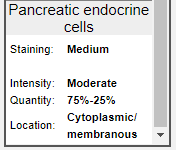 Pancreatic endocrine
cells
Staining: Medium
Intensity: Moderate
Quantity: 75%-25%
Location: Cytoplasmic/
membranous